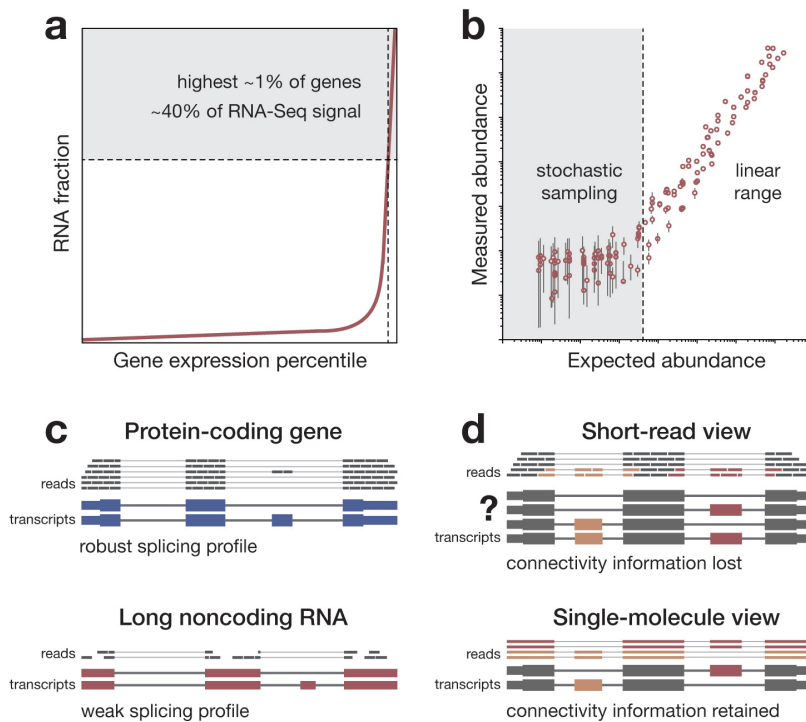 a
highest ~1% of genes
~40% of RNA-Seq signal
RNA fraction
Gene expression percentile
b
stochastic
sampling
linear
range
Measured abundance
Expected abundance
c
Protein-coding gene
reads
transcripts
robust splicing profile
Long noncoding RNA
reads
transcripts
weak splicing profile
d
Short-read view
reads
?
transcripts
connectivity information lost
Single-molecule view
reads
transcripts
connectivity information retained